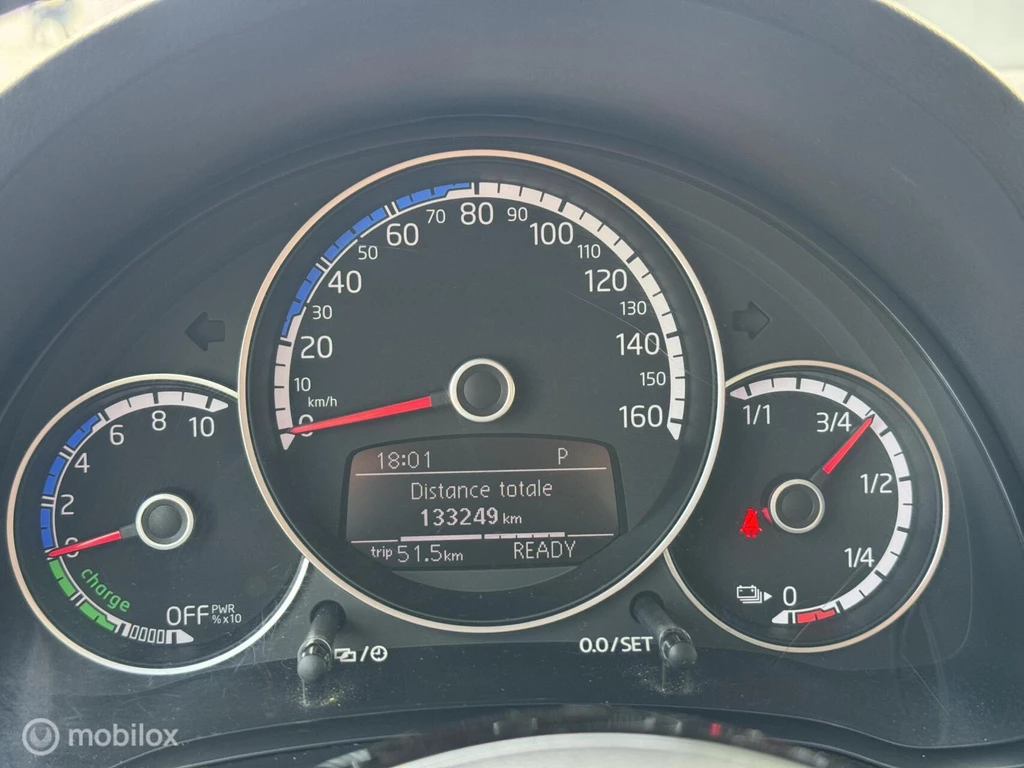 10 20 30 40 50 60 70 80 90 100 110 120 130 140 150 160
km/h
0
18:01 P
Distance totale
133249 km
trip 51.5 km READY
0 2 4 6 8 10
charge
OFF PWR
% x10
1/1 3/4 1/2 1/4 0
0.0/SET
mobilox